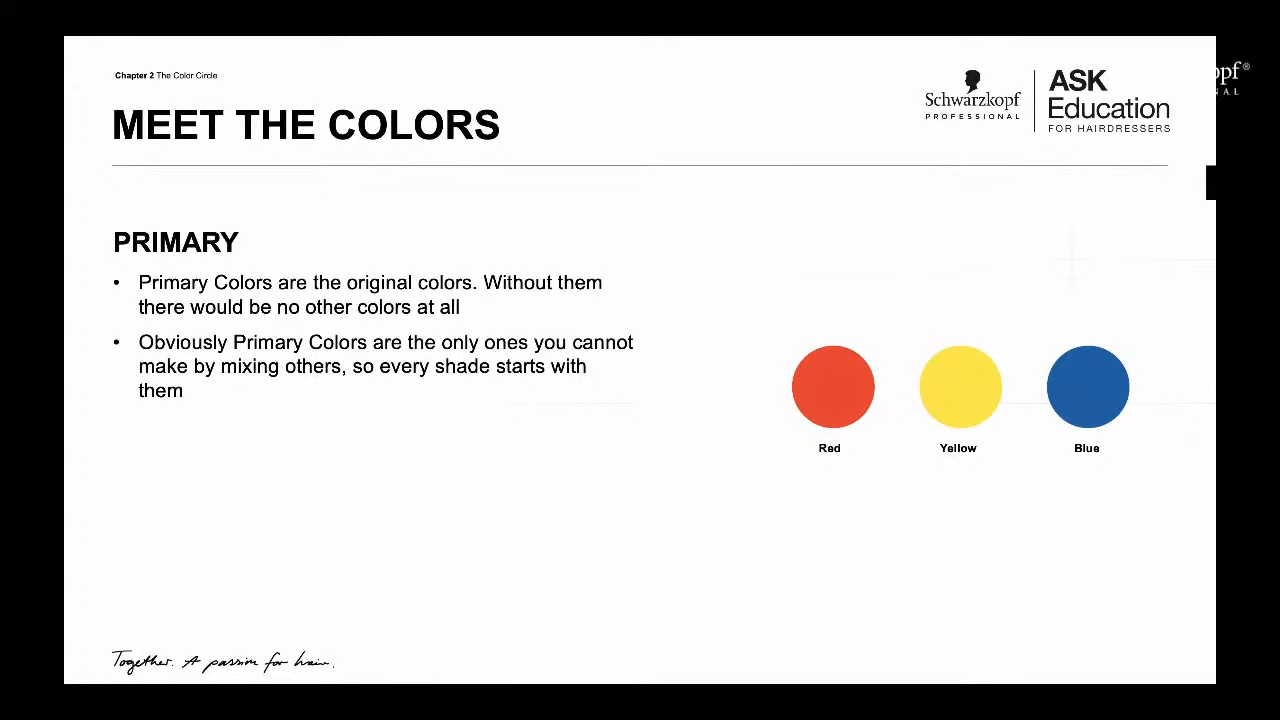 Chapter 2 The Color Circle
MEET THE COLORS
Schwarzkopf
PROFESSIONAL
ASK
Education
FOR HAIRDRESSERS
opf®
NAL
PRIMARY
• Primary Colors are the original colors. Without them
there would be no other colors at all
• Obviously Primary Colors are the only ones you cannot
make by mixing others, so every shade starts with
them
Red
Yellow
Blue
Together. A passion for hair.